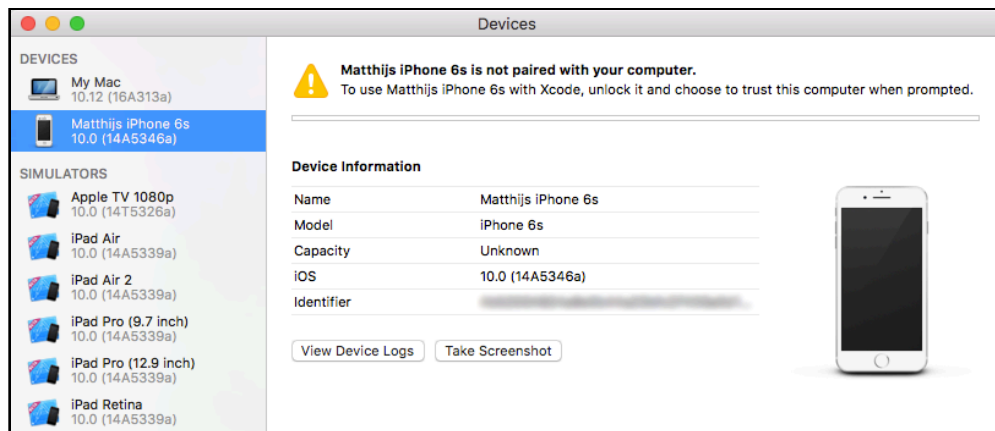 Devices
DEVICES
My Mac
10.12 (16A313a)
Matthijs iPhone 6s
10.0 (14A5346a)
SIMULATORS
Apple TV 1080p
10.0 (14T5326a)
iPad Air
10.0 (14A5339a)
iPad Air 2
10.0 (14A5339a)
iPad Pro (9.7 inch)
10.0 (14A5339a)
iPad Pro (12.9 inch)
10.0 (14A5339a)
iPad Retina
10.0 (14A5339a)
Matthijs iPhone 6s is not paired with your computer.
To use Matthijs iPhone 6s with Xcode, unlock it and choose to trust this computer when prompted.
Device Information
Name Matthijs iPhone 6s
Model iPhone 6s
Capacity Unknown
iOS 10.0 (14A5346a)
Identifier
View Device Logs Take Screenshot